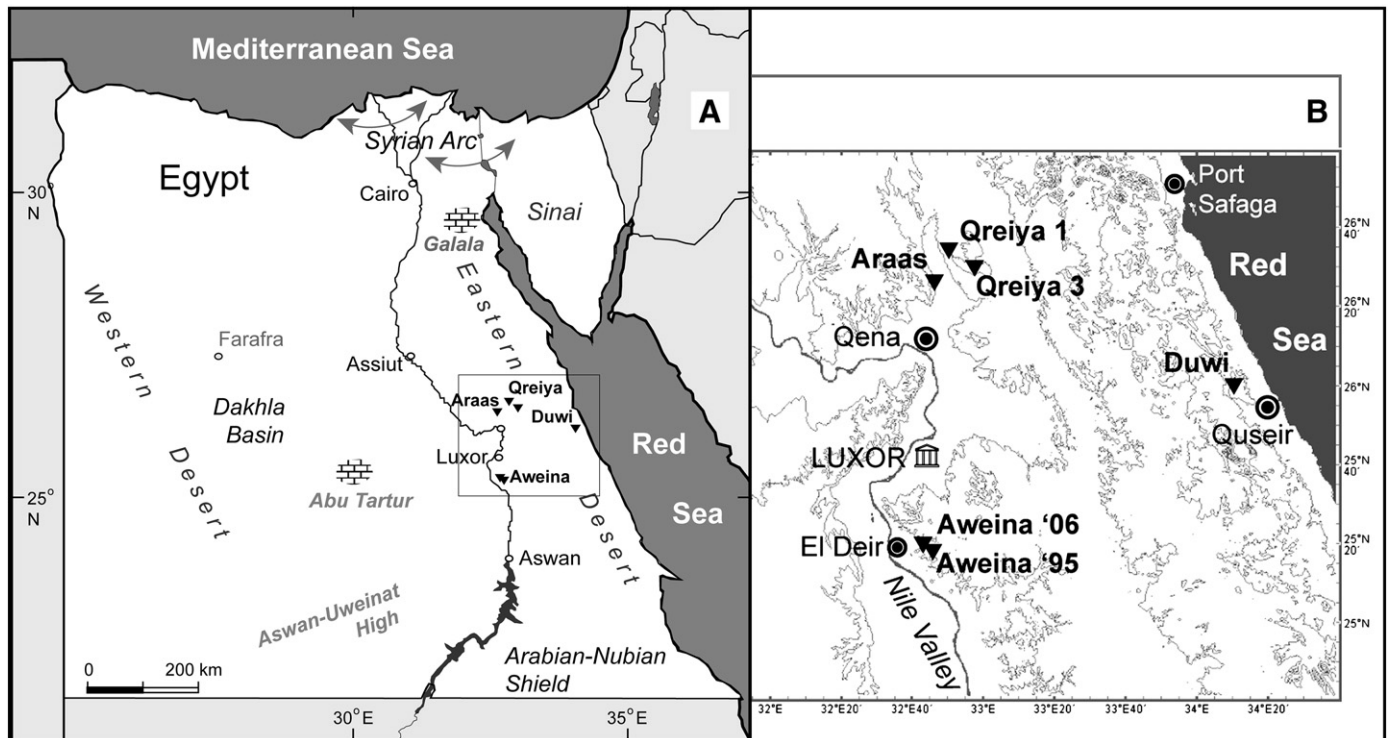 Mediterranean Sea
A
Syrian Arc
Egypt
30°
N
Cairo
Sinai
Galala
Eastern
Desert
Western
Desert
Farafra
Assiut
Qreiya
Araas
Duwi
Dakhla
Basin
Luxor
Red
Sea
Aweina
Abu Tartur
25°
N
Aswan
Aswan-Uweinat
High
0 200 km
Arabian-Nubian
Shield
30° E 35° E
B
Port
Safaga
26°N
40'
Qreiya 1
Araas
Qreiya 3
Red
Sea
26°N
20'
Qena
Duwi
26°N
Quseir
LUXOR
25°N
40'
Aweina ‘06
El Deir
Aweina ‘95
25°N
20'
Nile Valley
25°N
32°E 32°E20' 32°E40' 33°E 33°E20' 33°E40' 34°E 34°E20'